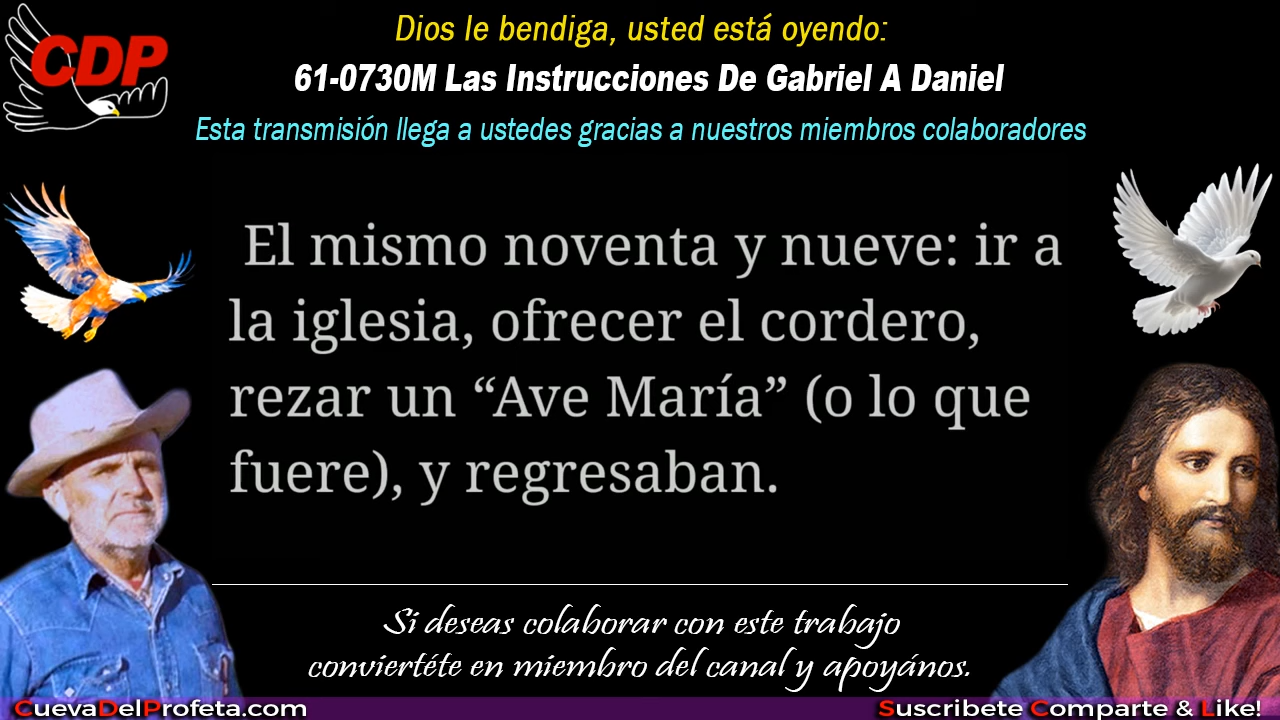 CDP
Dios le bendiga, usted está oyendo:
61-0730M Las Instrucciones De Gabriel A Daniel
Esta transmisión llega a ustedes gracias a nuestros miembros colaboradores
El mismo noventa y nueve: ir a
la iglesia, ofrecer el cordero,
rezar un “Ave María” (o lo que
fuere), y regresaban.
Si deseas colaborar con este trabajo
conviertéte en miembro del canal y apoyános.
CuevaDelProfeta.com
Suscribete Comparte & Like!